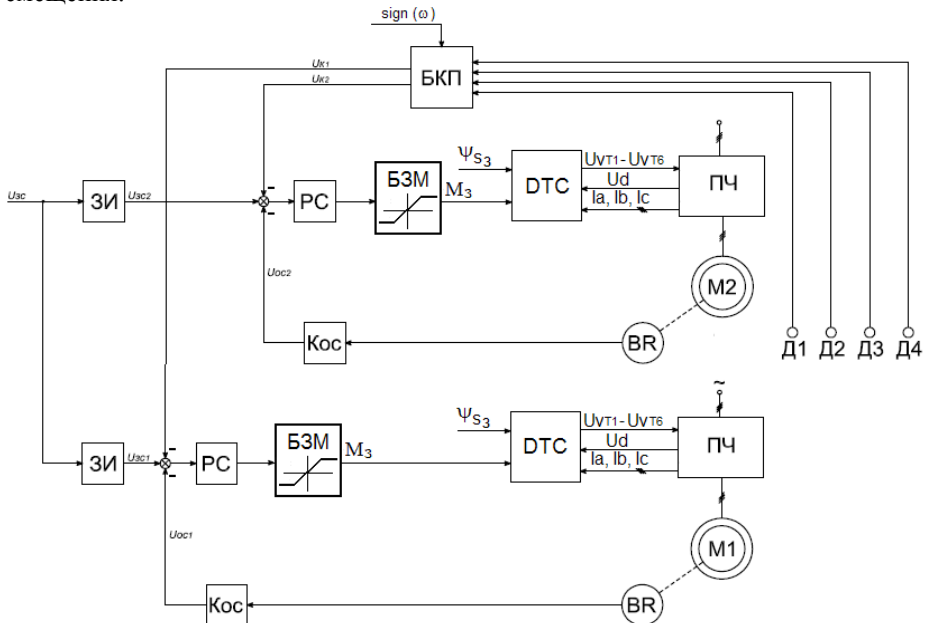 смещения.
sign (ω)
Uк1
Uк2
БКП
Ψs3
БЗМ
Mз
DTC
UVT1-UVT6
Ud
Ia, Ib, Ic
ПЧ
Uзс
ЗИ
Uзс2
-
-
РС
Uос2
М2
Кос
BR
Д1 Д2 Д3 Д4
~
Ψs3
БЗМ
Mз
DTC
UVT1-UVT6
Ud
Ia, Ib, Ic
ПЧ
ЗИ
Uзс1
-
-
РС
Uос1
М1
Кос
BR